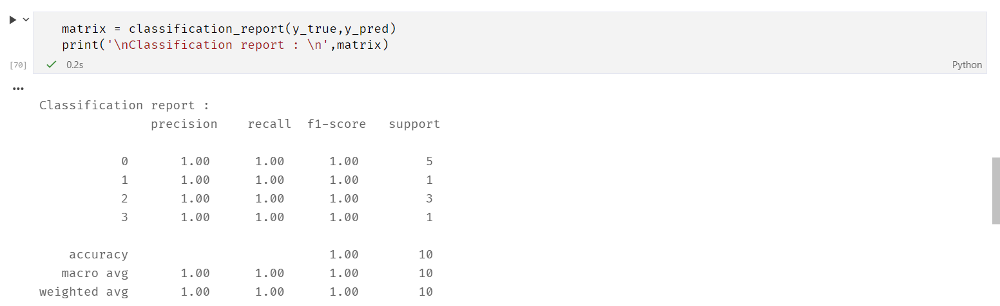 matrix = classification_report(y_true,y_pred)
print('\nClassification report : \n',matrix)
[70] 0.2s Python
Classification report :
precision recall f1-score support
0 1.00 1.00 1.00 5
1 1.00 1.00 1.00 1
2 1.00 1.00 1.00 3
3 1.00 1.00 1.00 1
accuracy 1.00 10
macro avg 1.00 1.00 1.00 10
weighted avg 1.00 1.00 1.00 10